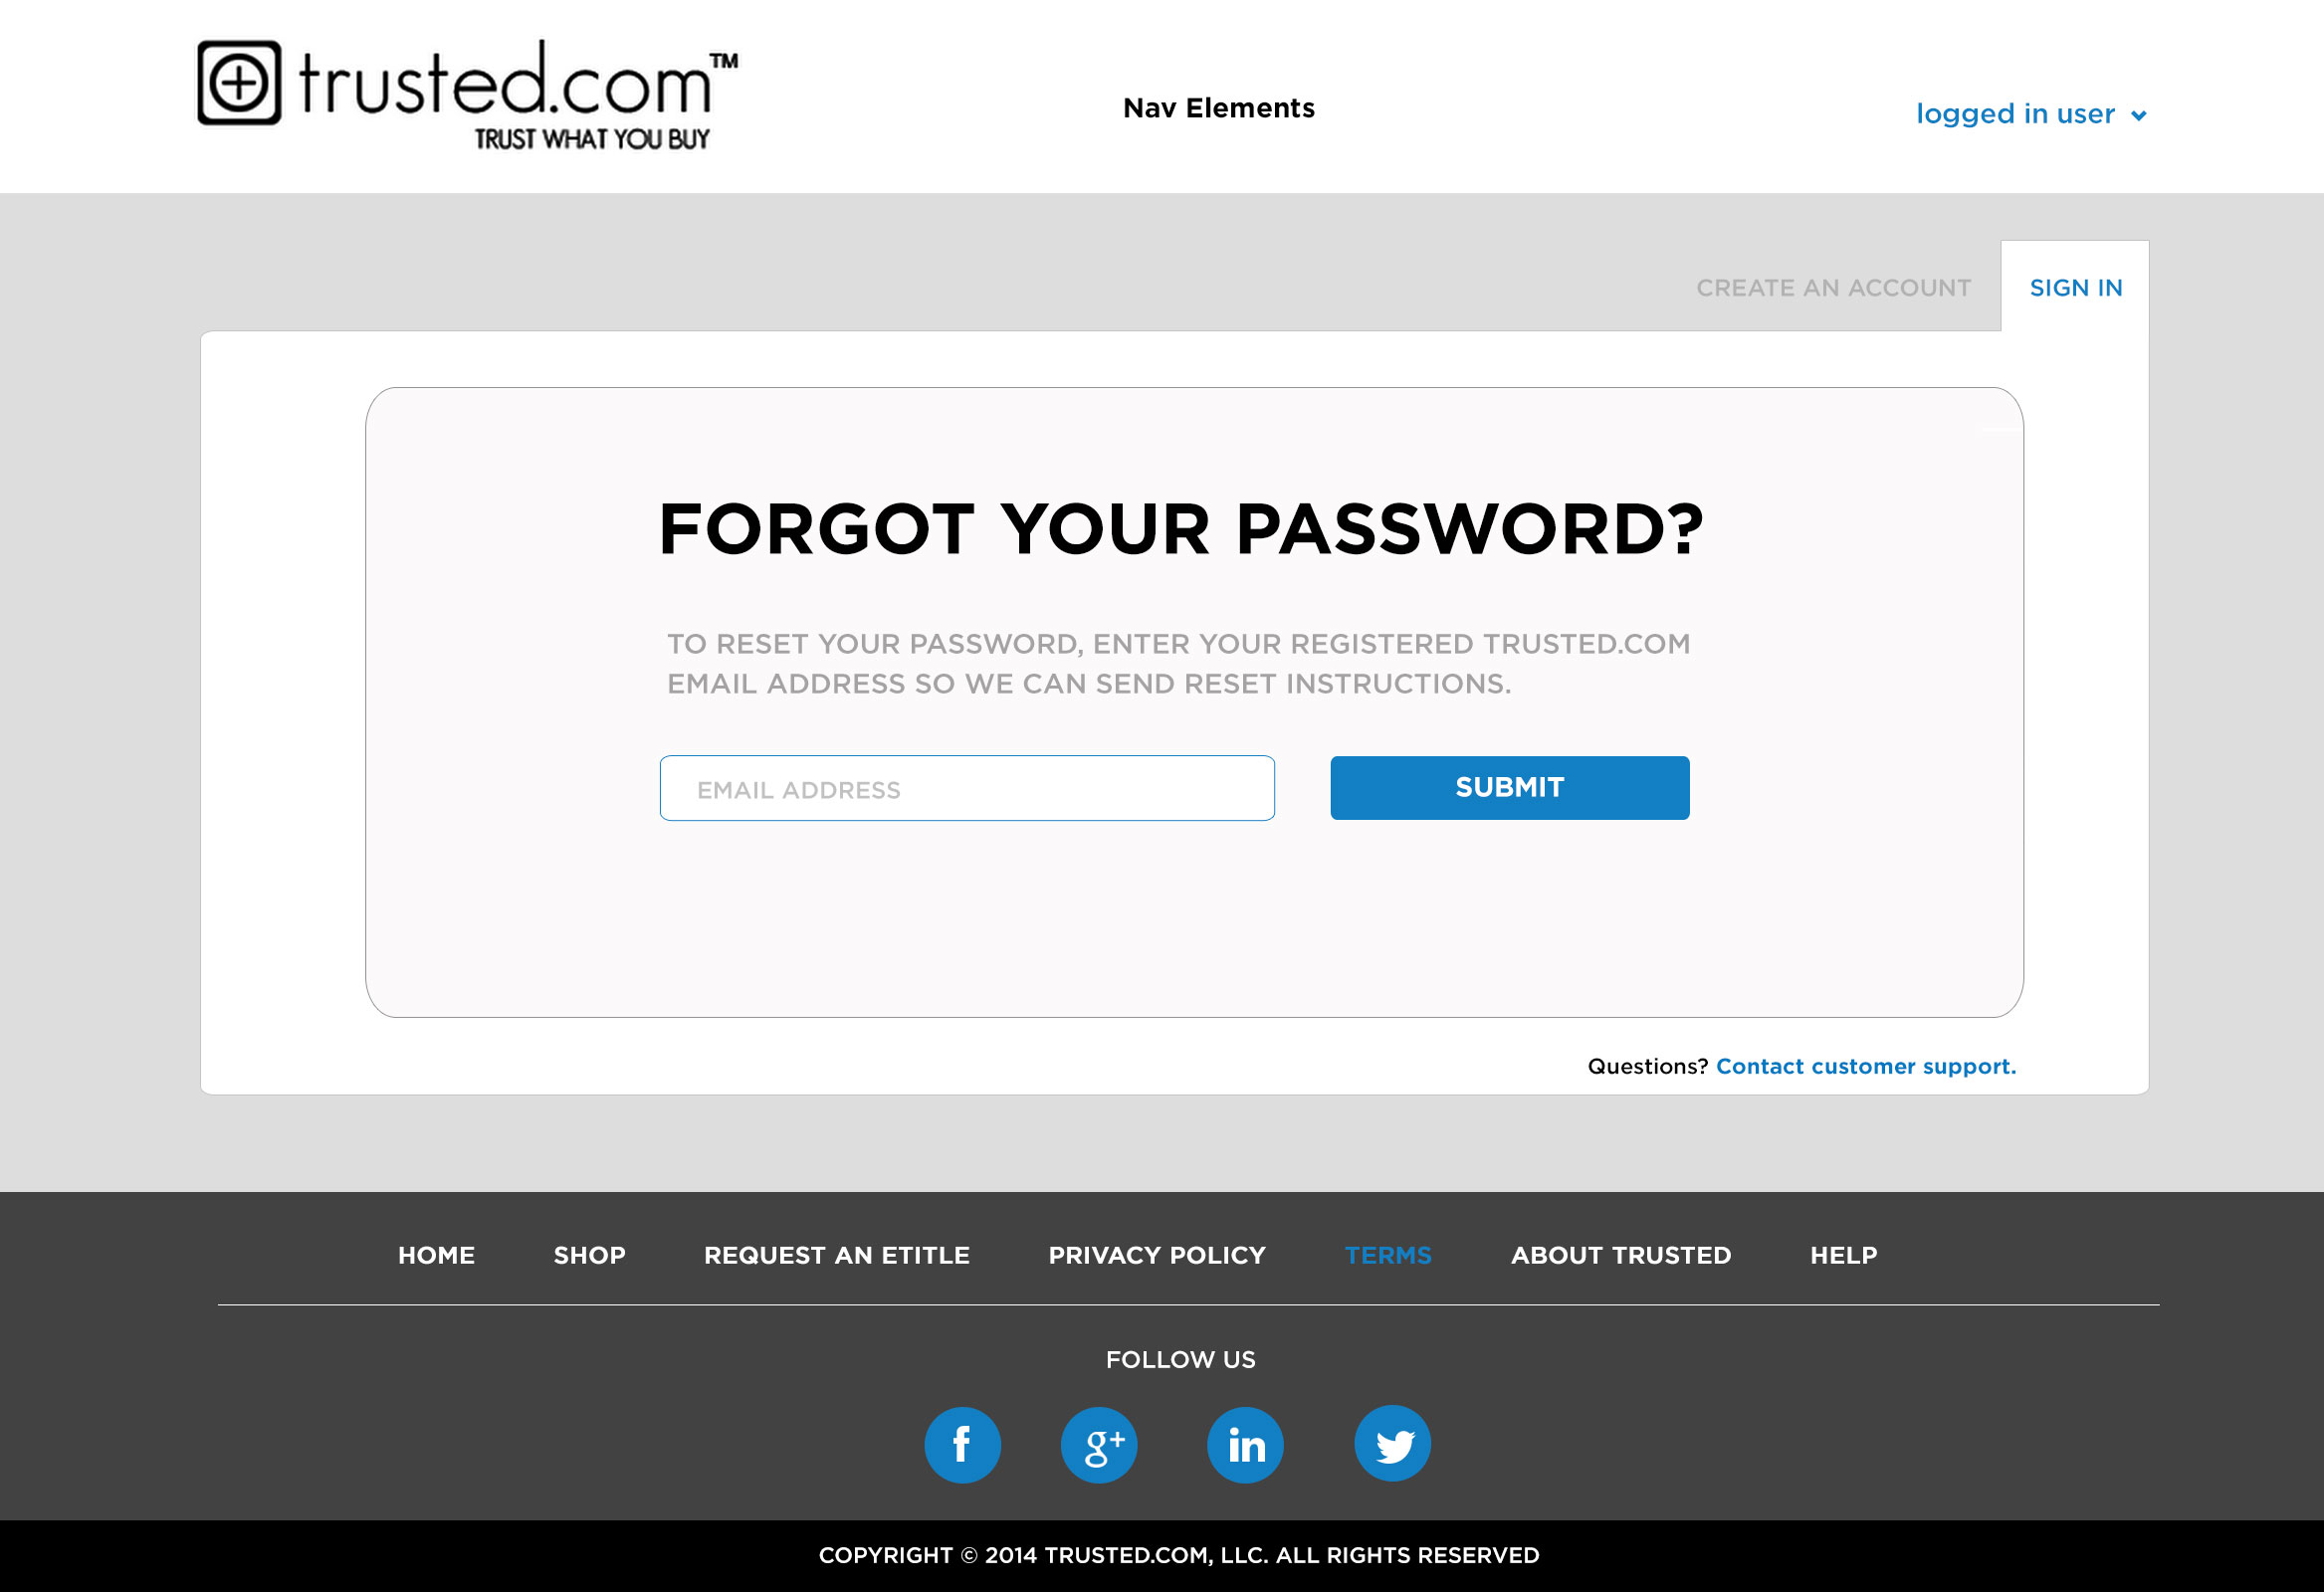 trusted.com™
TRUST WHAT YOU BUY
Nav Elements
logged in user
CREATE AN ACCOUNT
SIGN IN
FORGOT YOUR PASSWORD?
TO RESET YOUR PASSWORD, ENTER YOUR REGISTERED TRUSTED.COM
EMAIL ADDRESS SO WE CAN SEND RESET INSTRUCTIONS.
EMAIL ADDRESS
SUBMIT
Questions? Contact customer support.
HOME SHOP REQUEST AN ETITLE PRIVACY POLICY TERMS ABOUT TRUSTED HELP
FOLLOW US
f g+ in
COPYRIGHT © 2014 TRUSTED.COM, LLC. ALL RIGHTS RESERVED